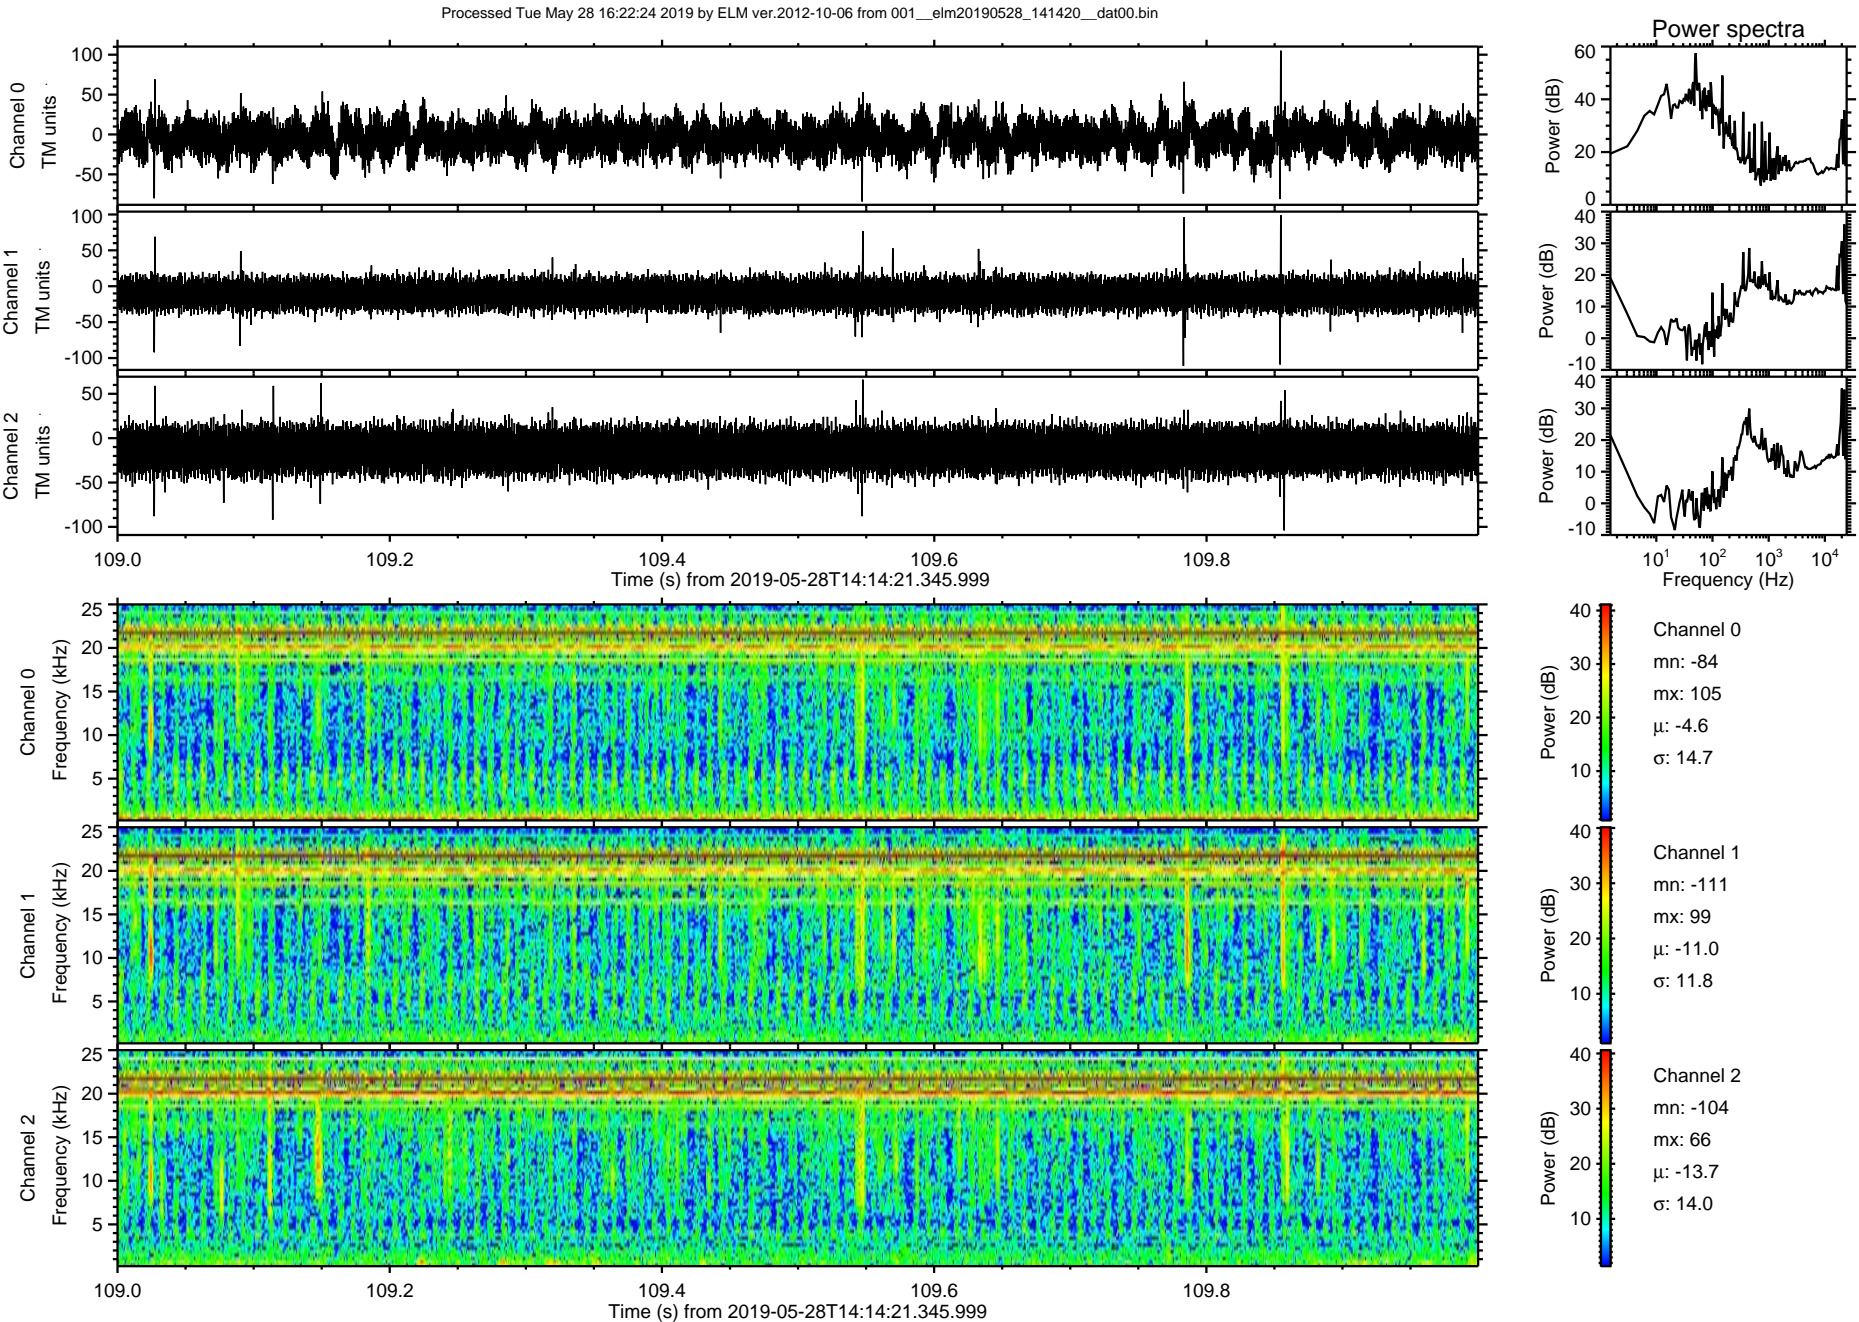 Processed Tue May 28 16:22:24 2019 by ELM ver.2012-10-06 from 001__elm20190528_141420__dat00.bin
Power spectra
Channel 0
TM units
100
50
0
-50
Power (dB)
60
40
20
0
Channel 1
TM units
100
50
0
-50
-100
Power (dB)
40
30
20
10
0
-10
Channel 2
TM units
50
0
-50
-100
Power (dB)
40
30
20
10
0
-10
109.0 109.2 109.4 109.6 109.8
Time (s) from 2019-05-28T14:14:21.345.999
10¹ 10² 10³ 10⁴
Frequency (Hz)
Channel 0
Frequency (kHz)
25
20
15
10
5
Power (dB)
40
30
20
10
Channel 0
mn: -84
mx: 105
μ: -4.6
σ: 14.7
Channel 1
Frequency (kHz)
25
20
15
10
5
Power (dB)
40
30
20
10
Channel 1
mn: -111
mx: 99
μ: -11.0
σ: 11.8
Channel 2
Frequency (kHz)
25
20
15
10
5
Power (dB)
40
30
20
10
Channel 2
mn: -104
mx: 66
μ: -13.7
σ: 14.0
109.0 109.2 109.4 109.6 109.8
Time (s) from 2019-05-28T14:14:21.345.999